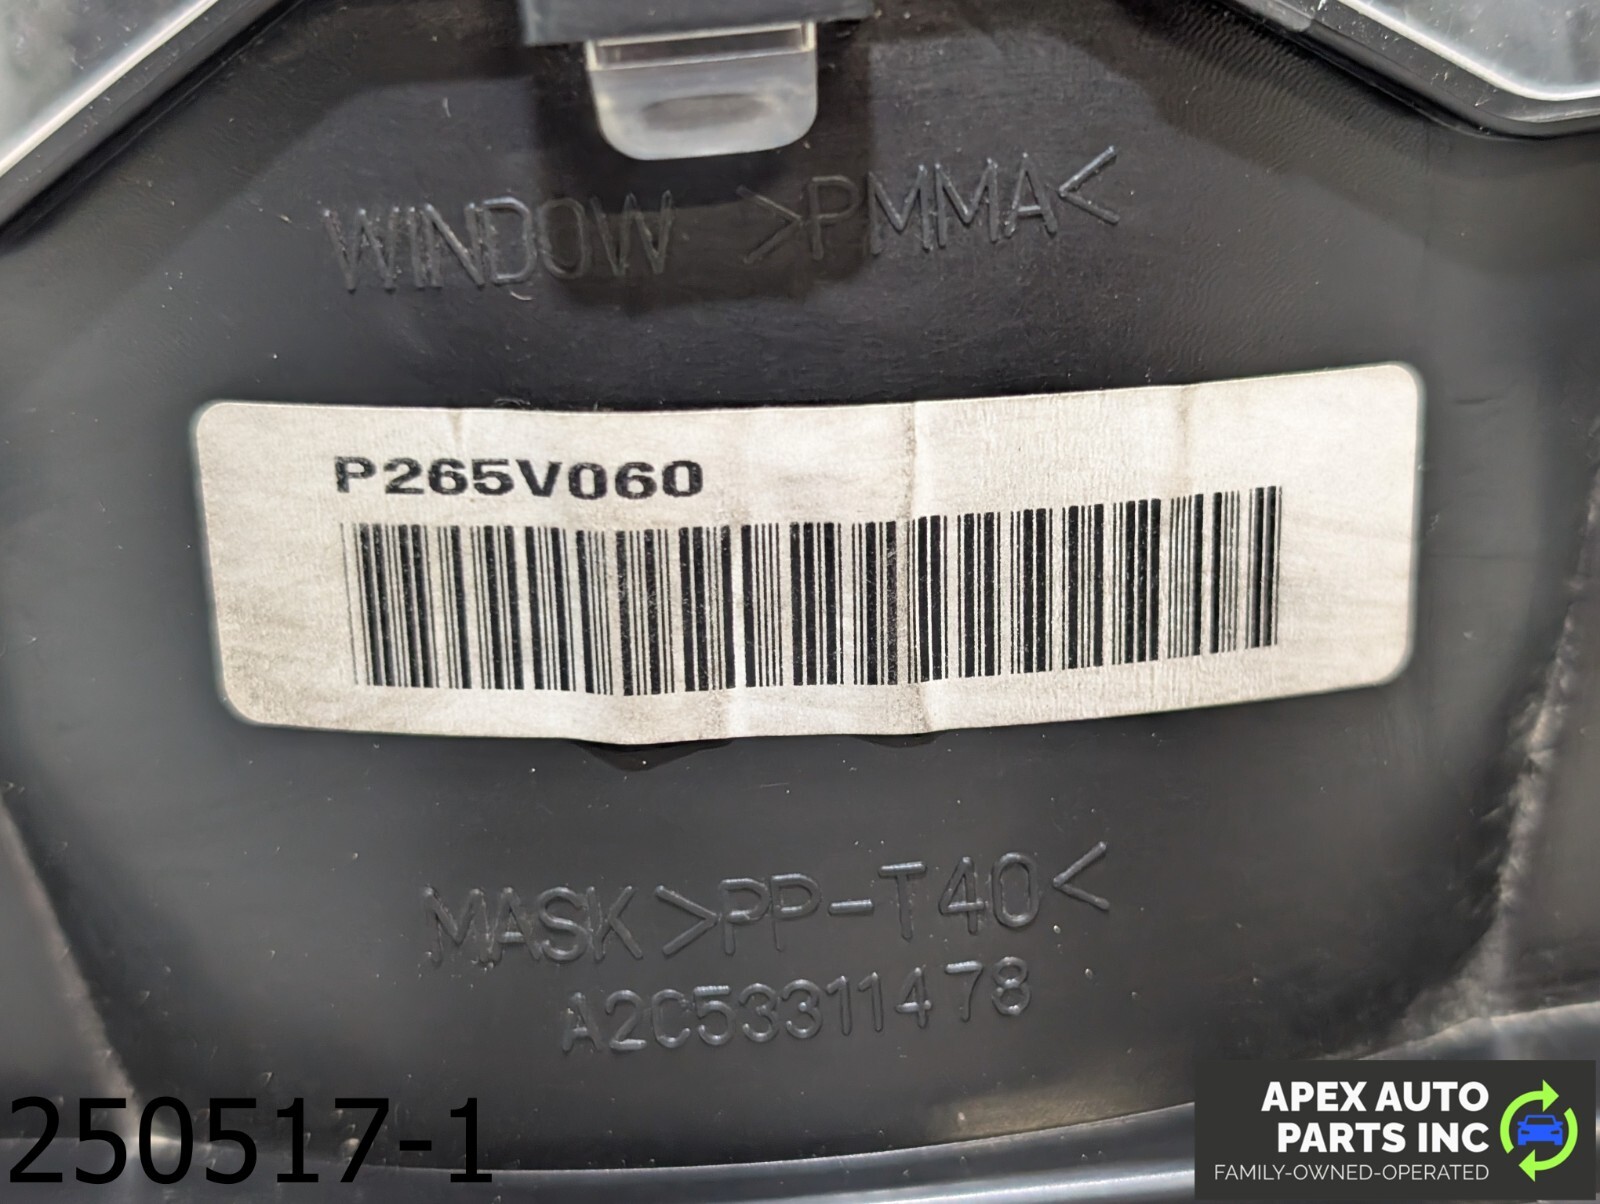 WINDOW >PMMA<
P265V060
MASK >PP-T40<
A2C53311478
250517-1
APEX AUTO
PARTS INC
FAMILY-OWNED-OPERATED